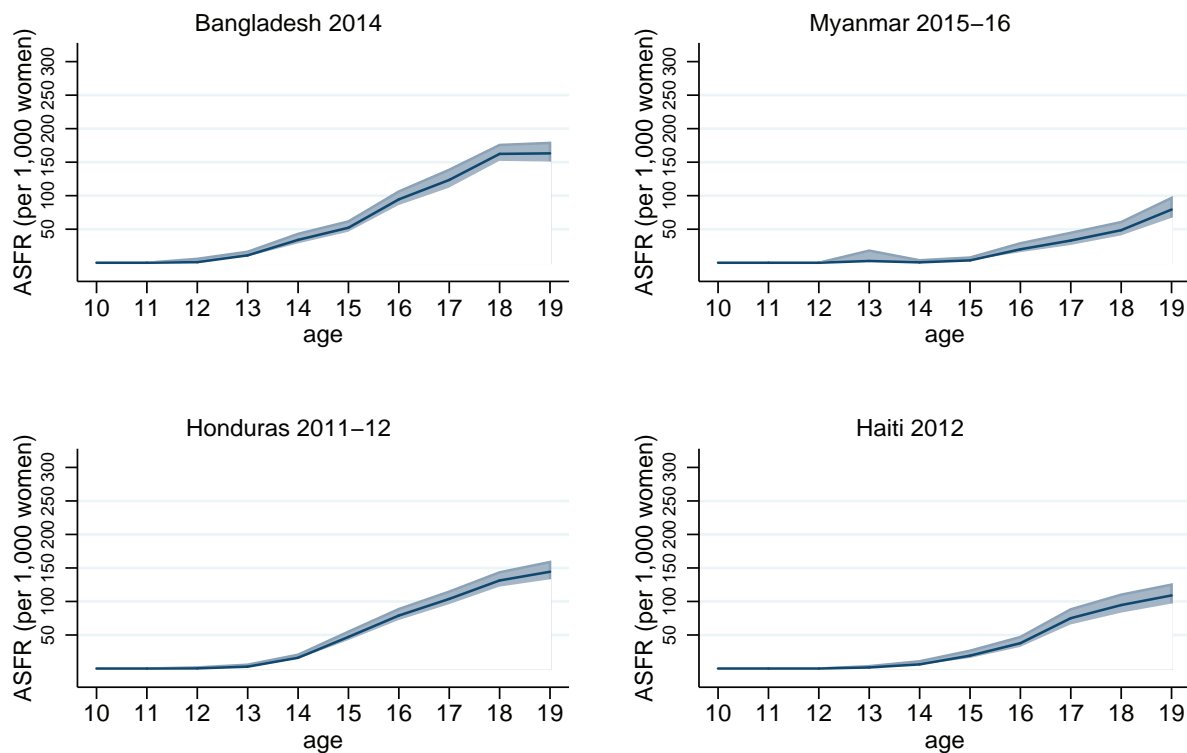 Bangladesh 2014
ASFR (per 1,000 women)
50 100 150 200 250 300
10 11 12 13 14 15 16 17 18 19
age
Myanmar 2015−16
ASFR (per 1,000 women)
50 100 150 200 250 300
10 11 12 13 14 15 16 17 18 19
age
Honduras 2011−12
ASFR (per 1,000 women)
50 100 150 200 250 300
10 11 12 13 14 15 16 17 18 19
age
Haiti 2012
ASFR (per 1,000 women)
50 100 150 200 250 300
10 11 12 13 14 15 16 17 18 19
age